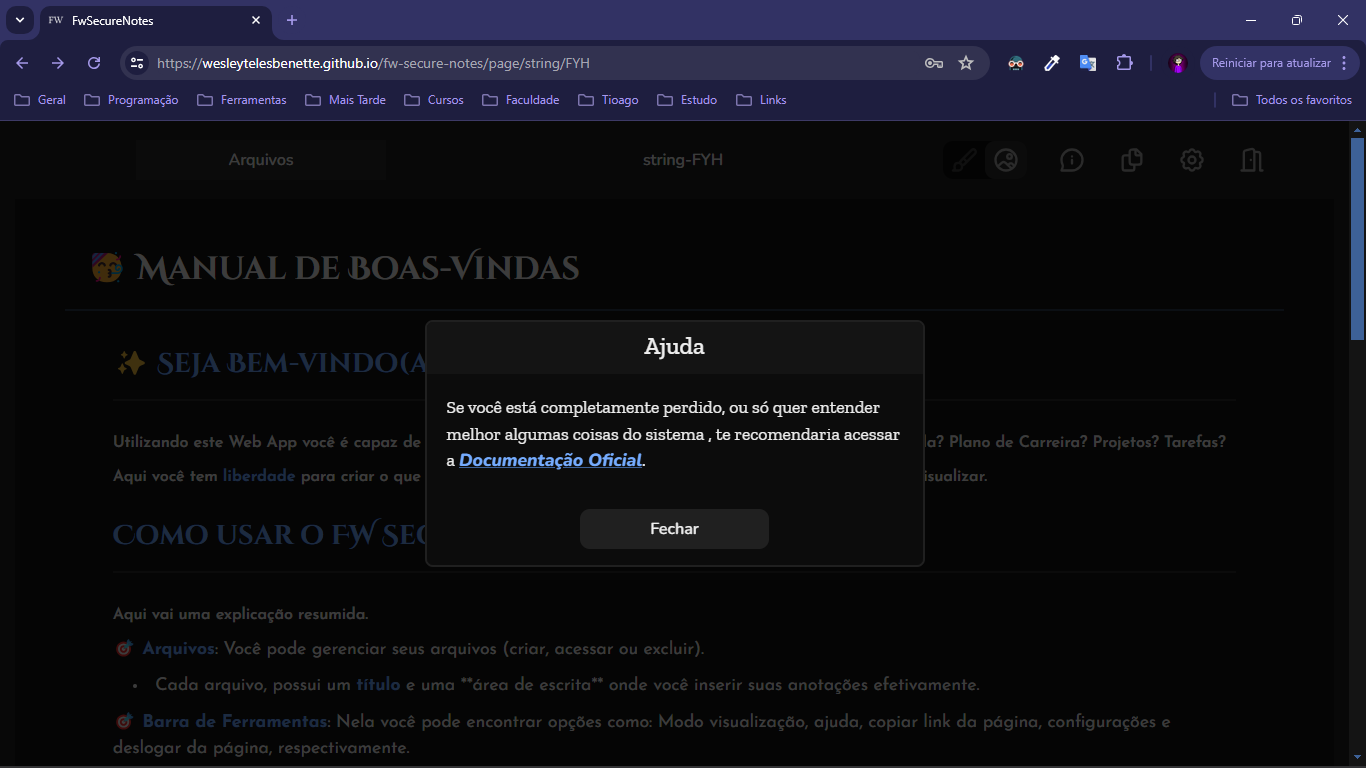 FW FwSecureNotes
https://wesleytelesbenette.github.io/fw-secure-notes/page/string/FYH
Reiniciar para atualizar
Geral Programação Ferramentas Mais Tarde Cursos Faculdade Tioago Estudo Links Todos os favoritos
Arquivos string-FYH
Manual de Boas-Vindas
Seja Bem-vindo(a
Ajuda
Se você está completamente perdido, ou só quer entender
melhor algumas coisas do sistema , te recomendaria acessar
a Documentação Oficial.
Fechar
Utilizando este Web App você é capaz de a? Plano de Carreira? Projetos? Tarefas?
Aqui você tem liberdade para criar o que isualizar.
Como usar o FW Sec
Aqui vai uma explicação resumida.
🎯 Arquivos: Você pode gerenciar seus arquivos (criar, acessar ou excluir).
• Cada arquivo, possui um título e uma **área de escrita** onde você inserir suas anotações efetivamente.
🎯 Barra de Ferramentas: Nela você pode encontrar opções como: Modo visualização, ajuda, copiar link da página, configurações e
deslogar da página, respectivamente.